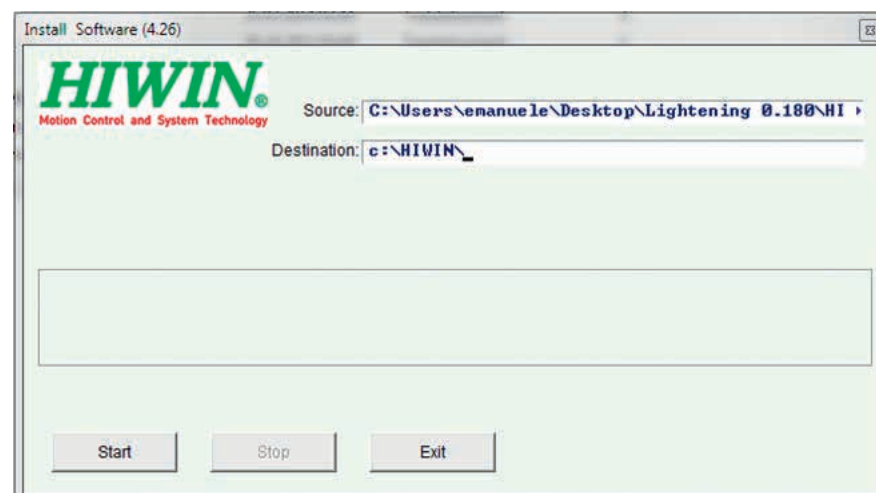 Install Software (4.26)
HIWIN®
Motion Control and System Technology
Source: C:\Users\emanuele\Desktop\Lightening 0.180\HI
Destination: c:\HIWIN\
Start Stop Exit